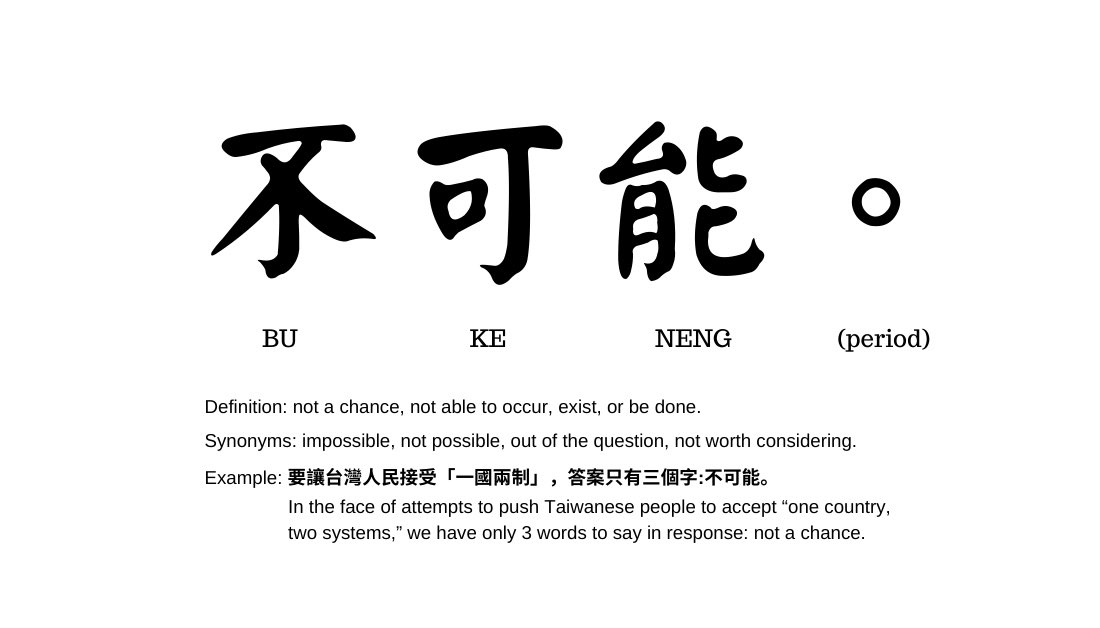 不可能。
BU KE NENG (period)
Definition: not a chance, not able to occur, exist, or be done.
Synonyms: impossible, not possible, out of the question, not worth considering.
Example: 要讓台灣人民接受「一國兩制」，答案只有三個字:不可能。
In the face of attempts to push Taiwanese people to accept “one country,
two systems,” we have only 3 words to say in response: not a chance.